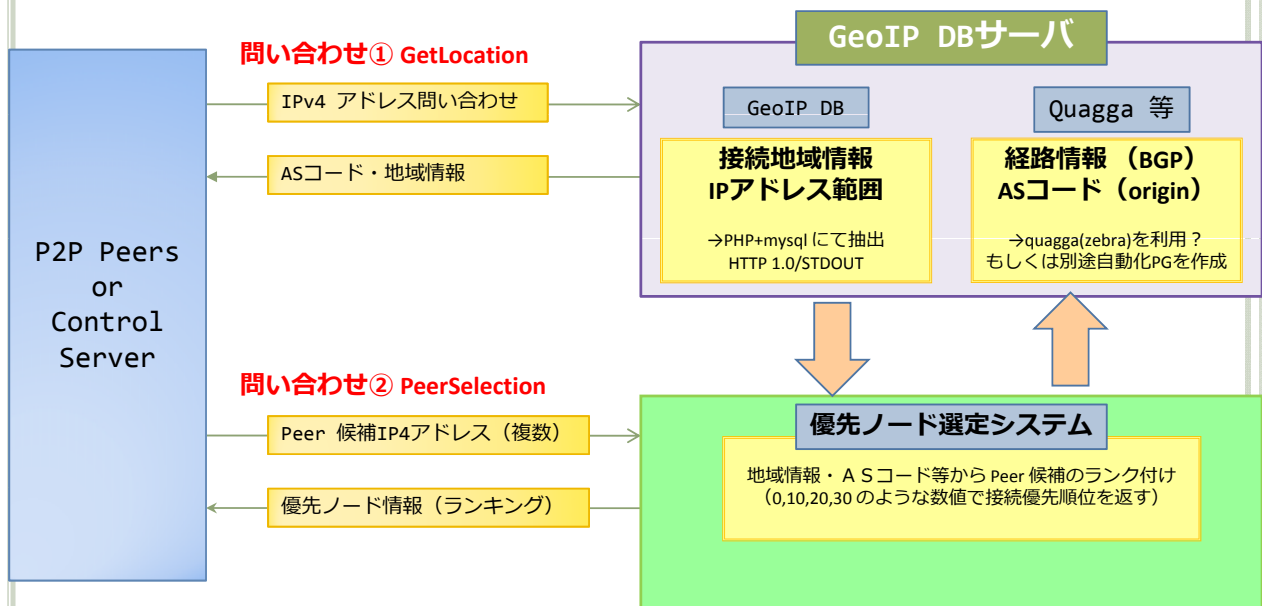 GeoIP DBサーバ
問い合わせ① GetLocation
IPv4 アドレス問い合わせ
ASコード・地域情報
GeoIP DB
接続地域情報
IPアドレス範囲
→PHP+mysql にて抽出
HTTP 1.0/STDOUT
Quagga 等
経路情報 （BGP）
ASコード（origin）
→quagga(zebra)を利用？
もしくは別途自動化PGを作成
P2P Peers
or
Control
Server
問い合わせ② PeerSelection
Peer 候補IP4アドレス（複数）
優先ノード情報（ランキング）
優先ノード選定システム
地域情報・ＡＳコード等から Peer 候補のランク付け
（0,10,20,30 のような数値で接続優先順位を返す）